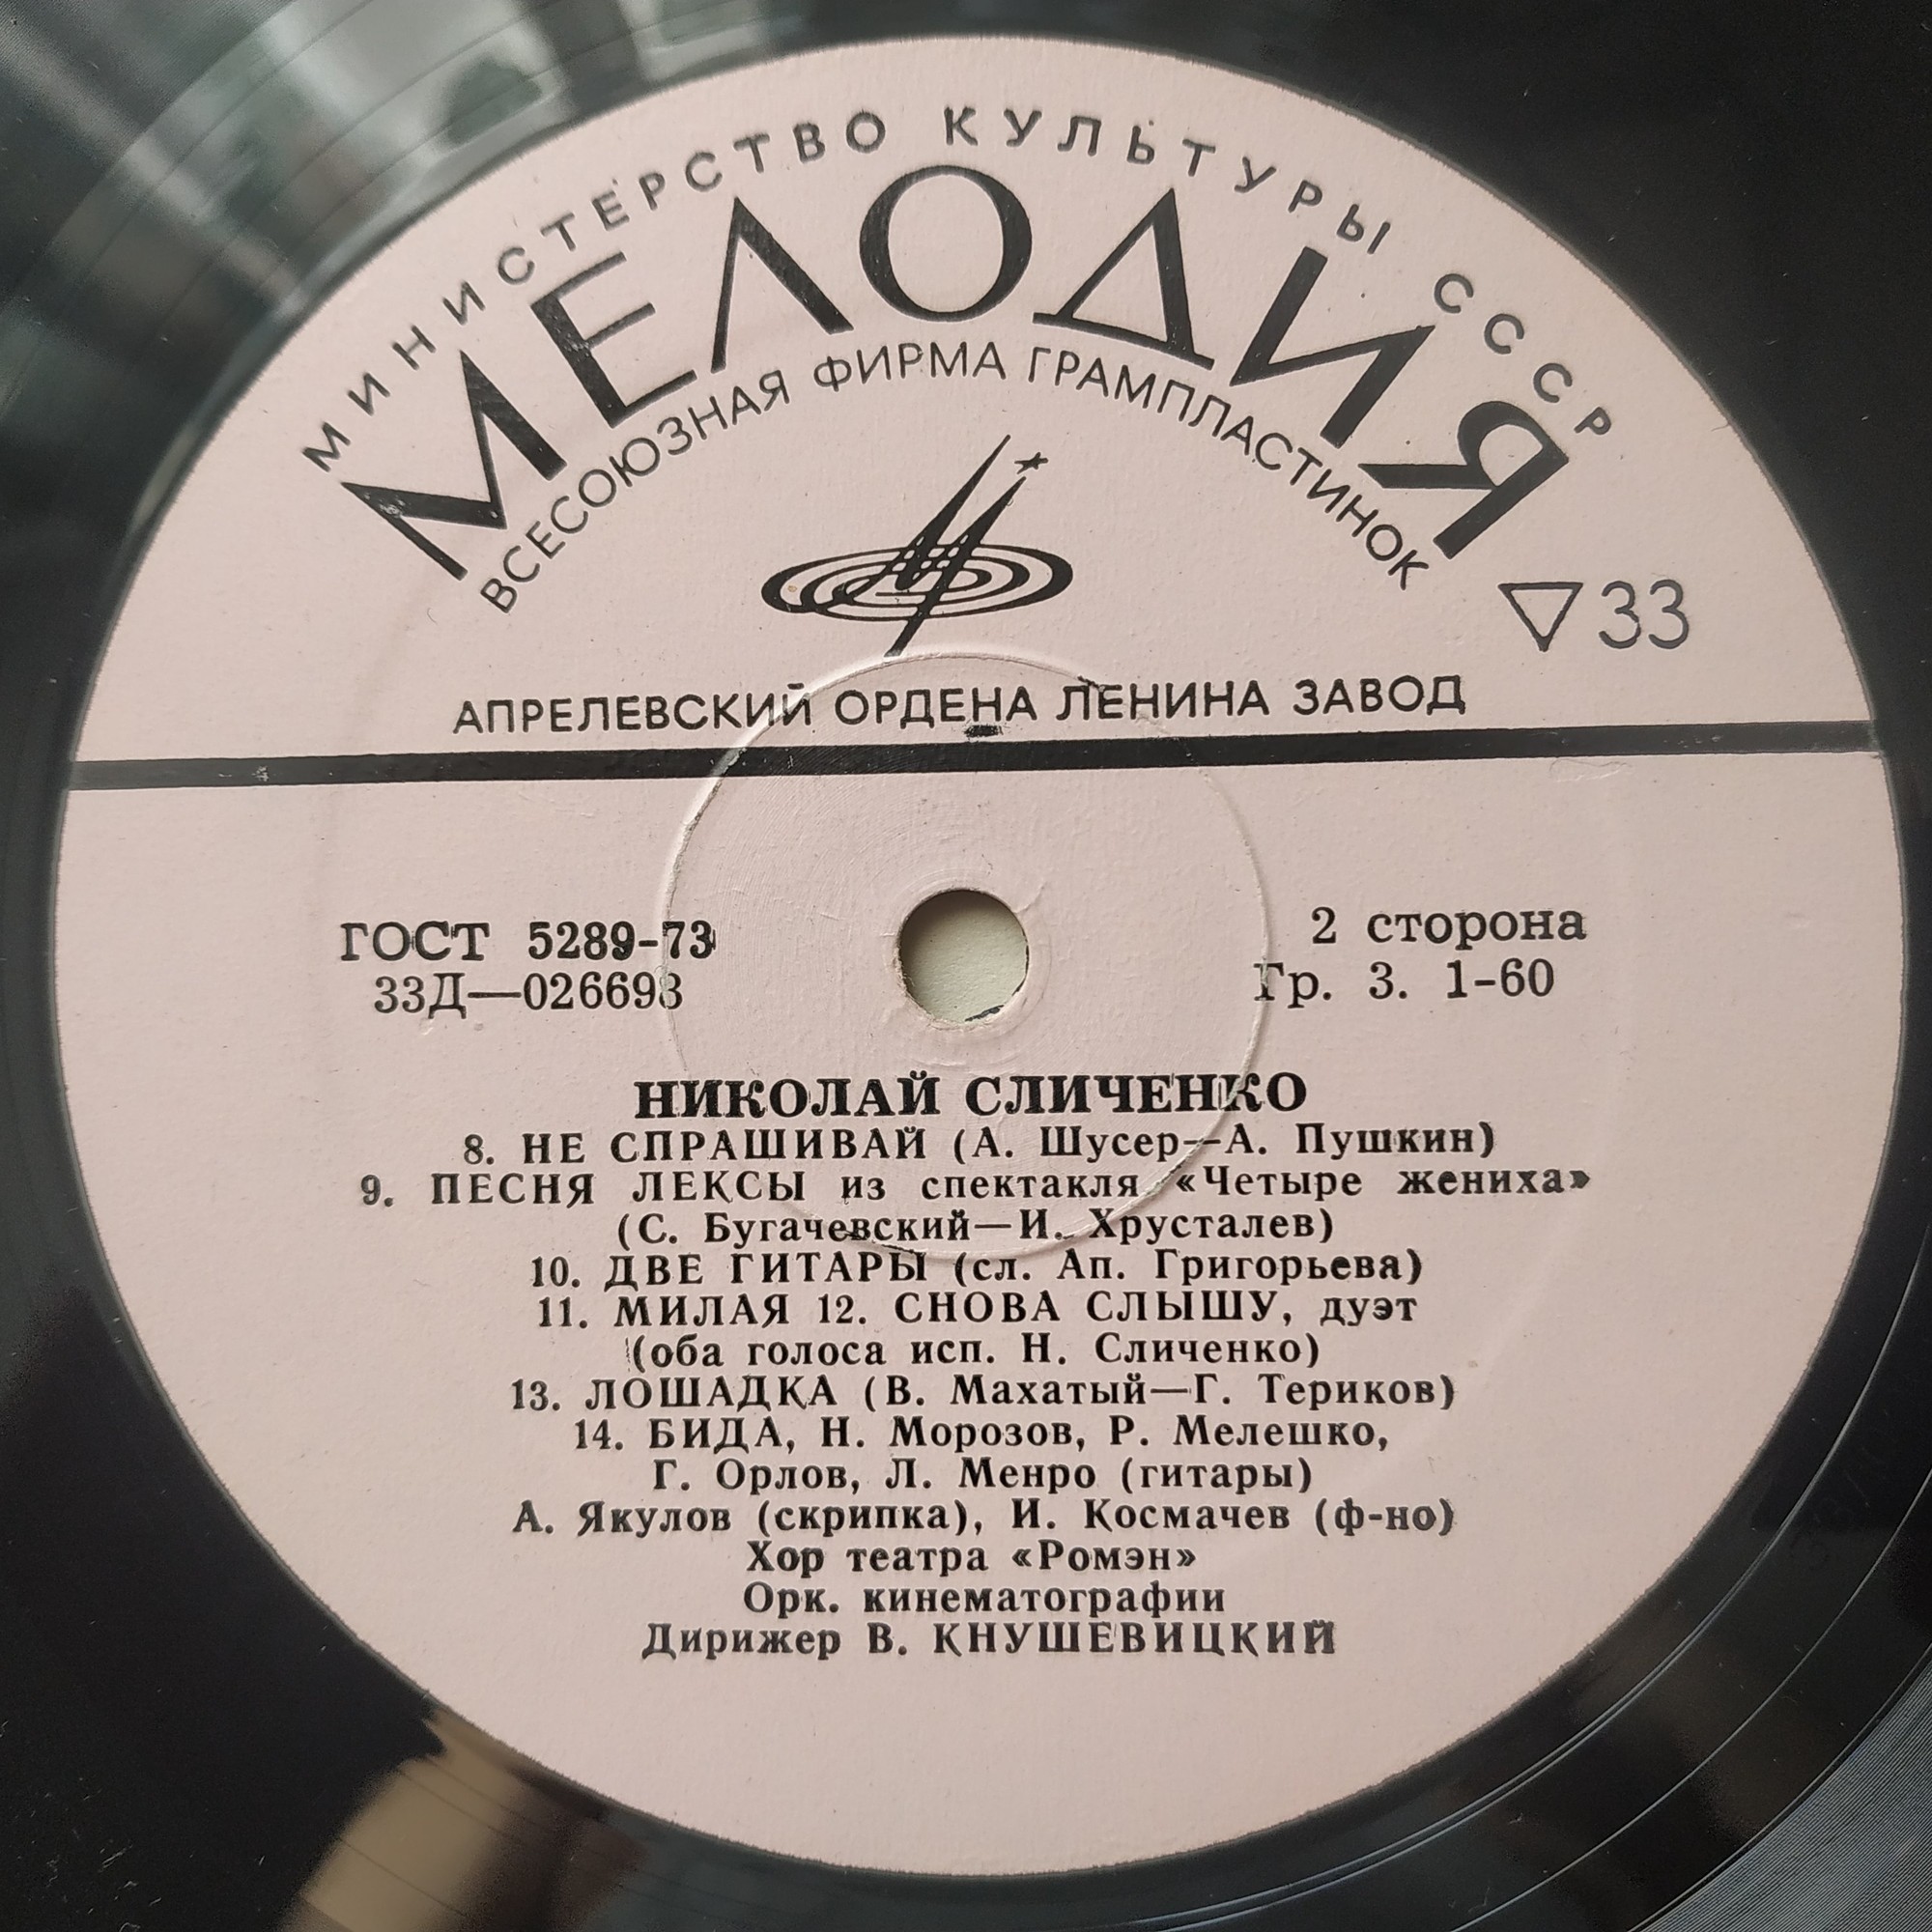 МИНИСТЕРСТВО КУЛЬТУРЫ СССР
МЕЛОДИЯ
ВСЕСОЮЗНАЯ ФИРМА ГРАМПЛАСТИНОК
▽33
АПРЕЛЕВСКИЙ ОРДЕНА ЛЕНИНА ЗАВОД
ГОСТ 5289-73
2 сторона
33Д—026698
Гр. 3. 1-60
НИКОЛАЙ СЛИЧЕНКО
8. НЕ СПРАШИВАЙ (А. Шусер—А. Пушкин)
9. ПЕСНЯ ЛЕКСЫ из спектакля «Четыре жениха»
(С. Бугачевский—И. Хрусталев)
10. ДВЕ ГИТАРЫ (сл. Ап. Григорьева)
11. МИЛАЯ 12. СНОВА СЛЫШУ, дуэт
(оба голоса исп. Н. Сличенко)
13. ЛОШАДКА (В. Махатый—Г. Териков)
14. БИДА, Н. Морозов, Р. Мелешко,
Г. Орлов, Л. Менро (гитары)
А. Якулов (скрипка), И. Космачев (ф-но)
Хор театра «Ромэн»
Орк. кинематографии
Дирижер В. КНУШЕВИЦКИЙ